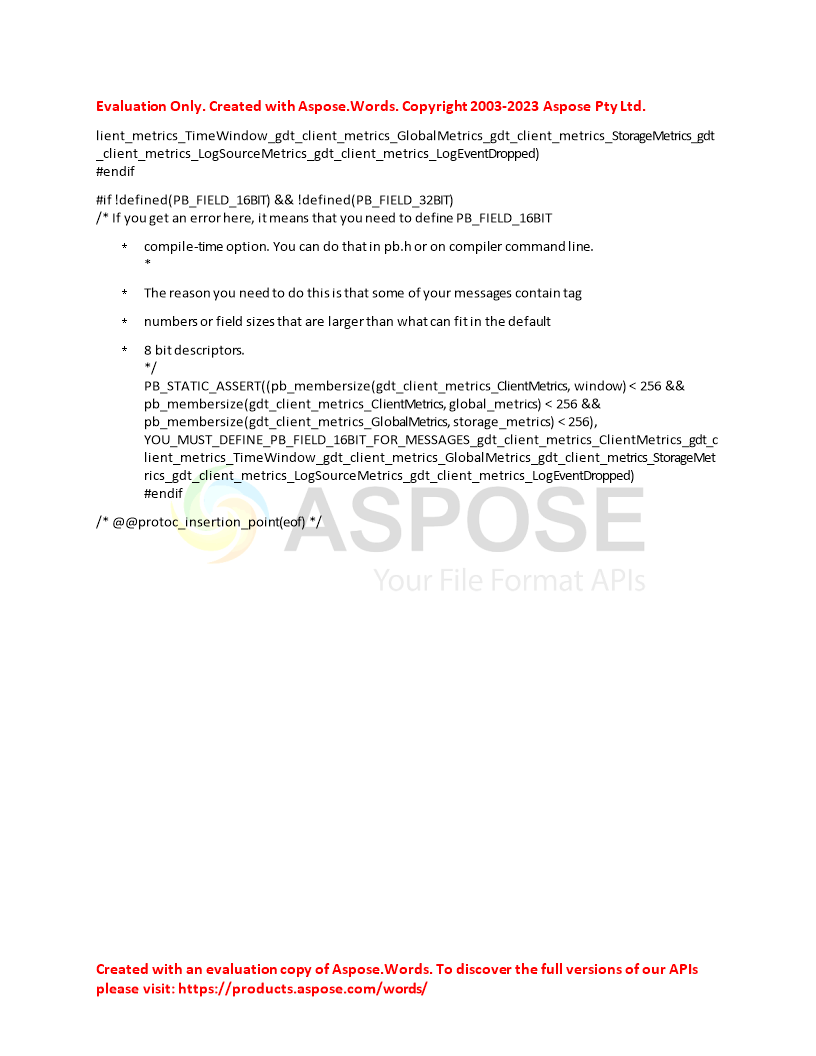 Evaluation Only. Created with Aspose.Words. Copyright 2003-2023 Aspose Pty Ltd.
lient_metrics_TimeWindow_gdt_client_metrics_GlobalMetrics_gdt_client_metrics_StorageMetrics_gdt
_client_metrics_LogSourceMetrics_gdt_client_metrics_LogEventDropped)
#endif
#if !defined(PB_FIELD_16BIT) && !defined(PB_FIELD_32BIT)
/* If you get an error here, it means that you need to define PB_FIELD_16BIT
* compile-time option. You can do that in pb.h or on compiler command line.
*
* The reason you need to do this is that some of your messages contain tag
* numbers or field sizes that are larger than what can fit in the default
* 8 bit descriptors.
*/
PB_STATIC_ASSERT((pb_membersize(gdt_client_metrics_ClientMetrics, window) < 256 &&
pb_membersize(gdt_client_metrics_ClientMetrics, global_metrics) < 256 &&
pb_membersize(gdt_client_metrics_GlobalMetrics, storage_metrics) < 256),
YOU_MUST_DEFINE_PB_FIELD_16BIT_FOR_MESSAGES_gdt_client_metrics_ClientMetrics_gdt_c
lient_metrics_TimeWindow_gdt_client_metrics_GlobalMetrics_gdt_client_metrics_StorageMet
rics_gdt_client_metrics_LogSourceMetrics_gdt_client_metrics_LogEventDropped)
#endif
/* @@protoc_insertion_point(eof) */
ASPOSE
Your File Format APIs
Created with an evaluation copy of Aspose.Words. To discover the full versions of our APIs
please visit: https://products.aspose.com/words/